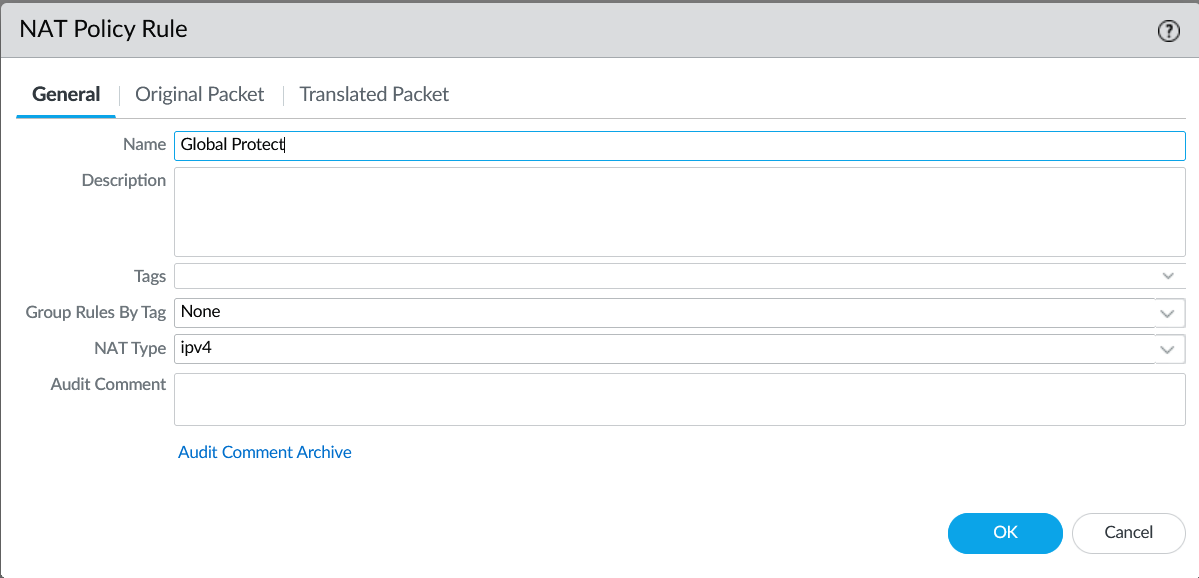 NAT Policy Rule
?
General
Original Packet
Translated Packet
Name
Global Protect
Description
Tags
Group Rules By Tag
None
NAT Type
ipv4
Audit Comment
Audit Comment Archive
OK
Cancel